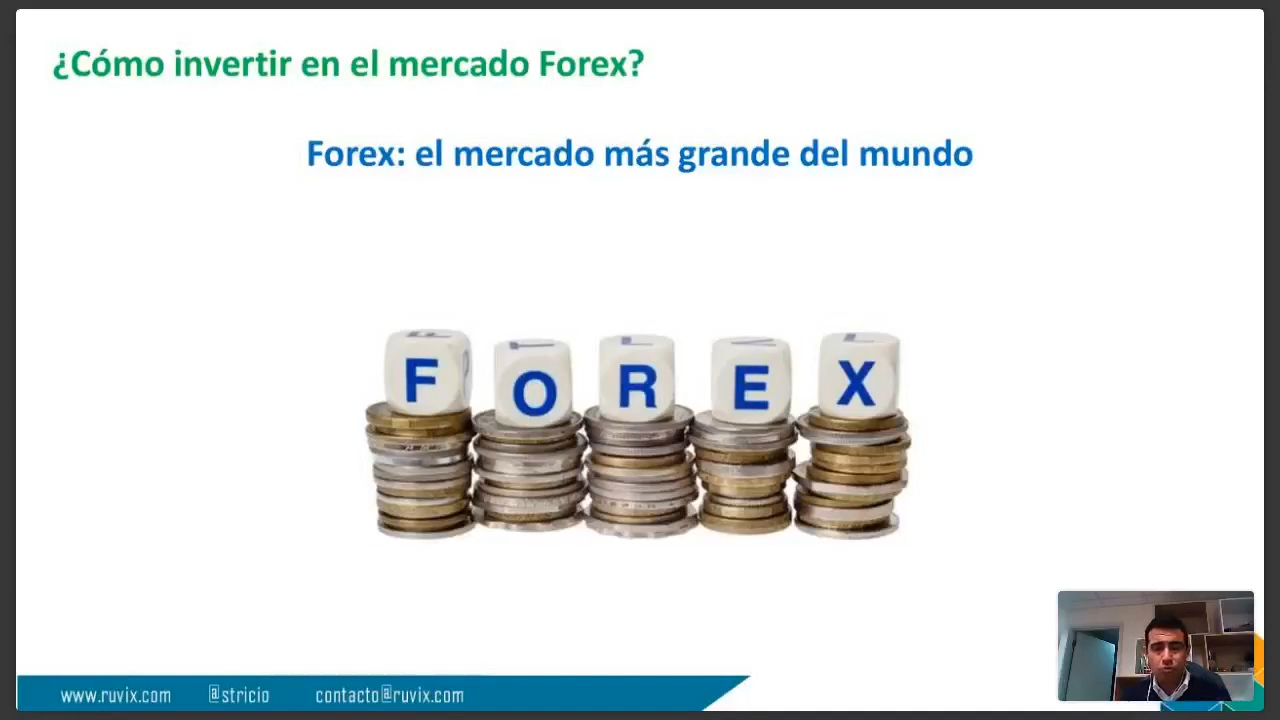 ¿Cómo invertir en el mercado Forex?
Forex: el mercado más grande del mundo
F O R E X
www.ruvix.com @stricio contacto@ruvix.com